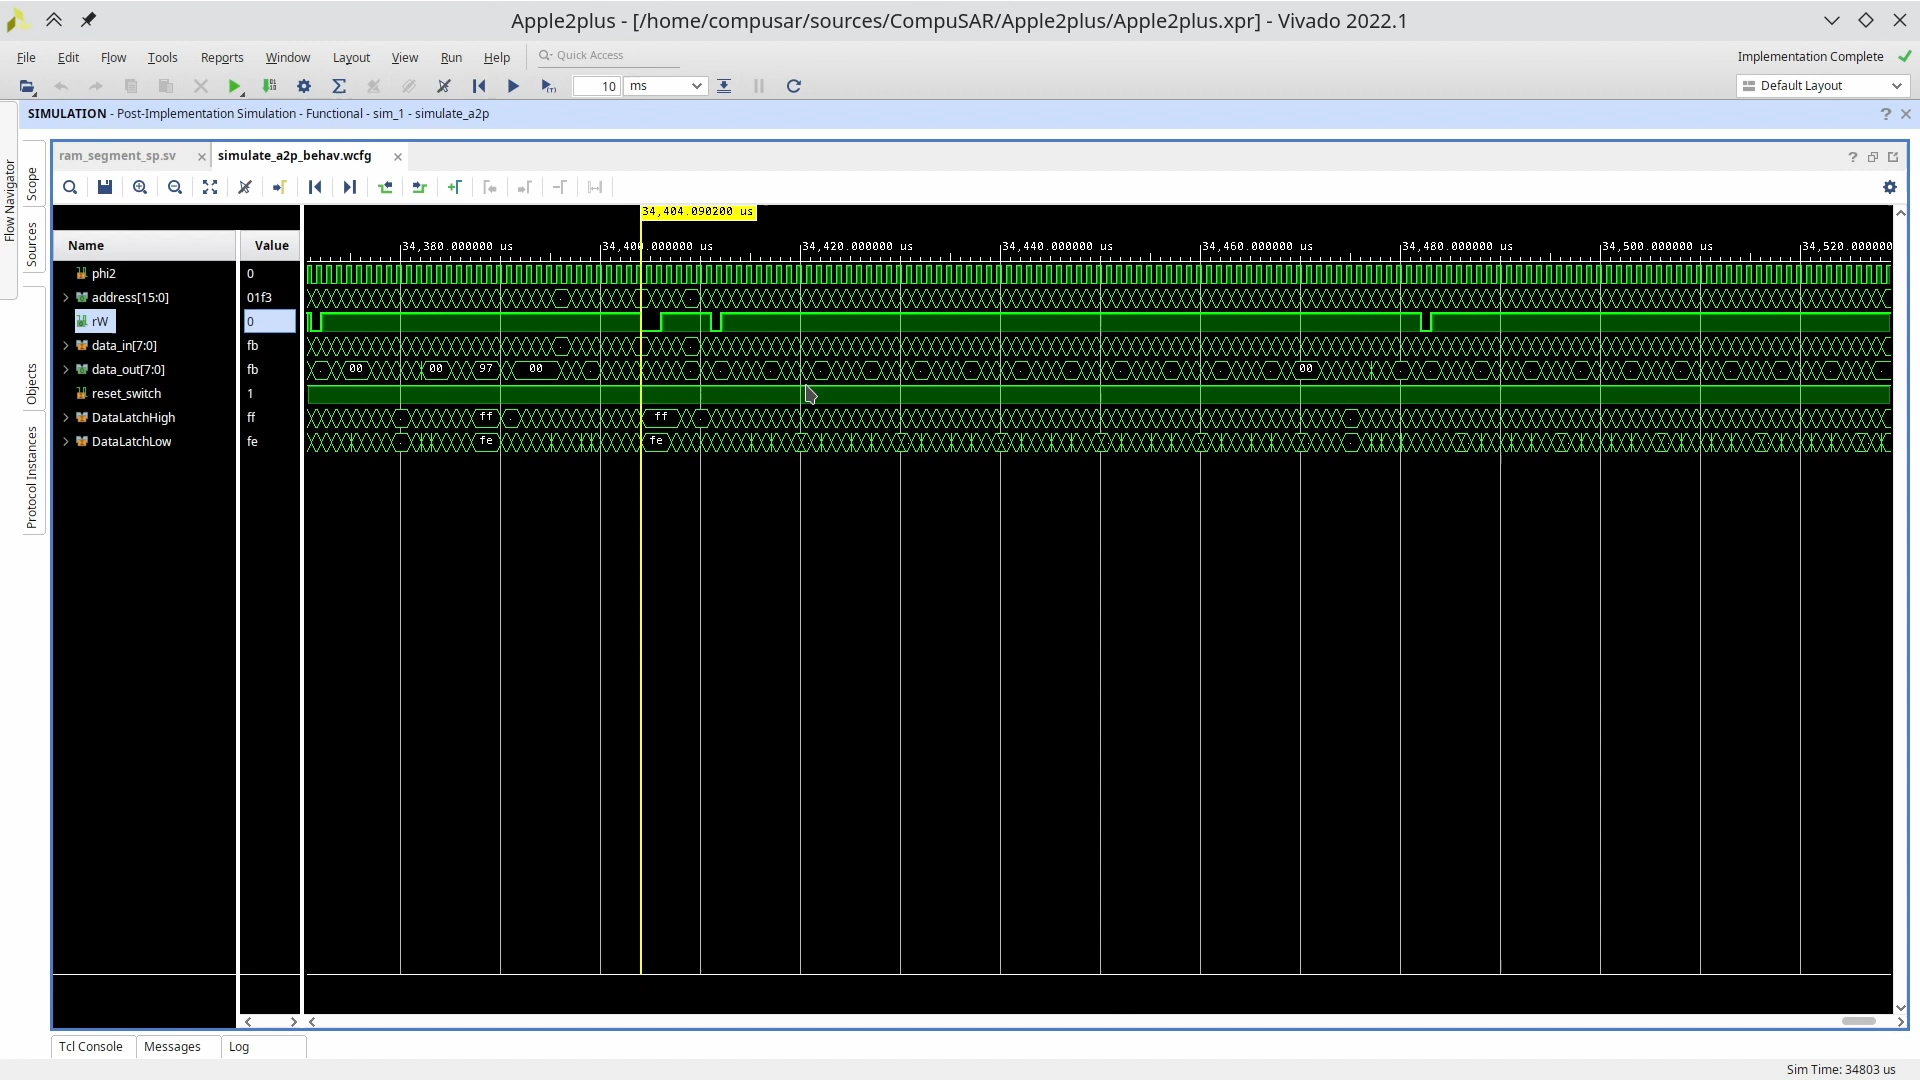 Apple2plus - [/home/compusar/sources/CompuSAR/Apple2plus/Apple2plus.xpr] - Vivado 2022.1
File Edit Flow Tools Reports Window Layout View Run Help Quick Access
Implementation Complete
10 ms
Default Layout
SIMULATION - Post-Implementation Simulation - Functional - sim_1 - simulate_a2p
Flow Navigator
Scope
Sources
Objects
Protocol Instances
ram_segment_sp.sv
simulate_a2p_behav.wcfg
34,404.090200 us
Name Value
34,380.000000 us 34,400.000000 us 34,420.000000 us 34,440.000000 us 34,460.000000 us 34,480.000000 us 34,500.000000 us 34,520.000000
phi2 0
address[15:0] 01f3
rW 0
data_in[7:0] fb
data_out[7:0] fb 00 00 97 00 00
reset_switch 1
DataLatchHigh ff ff ff
DataLatchLow fe fe fe
Tcl Console Messages Log
Sim Time: 34803 us